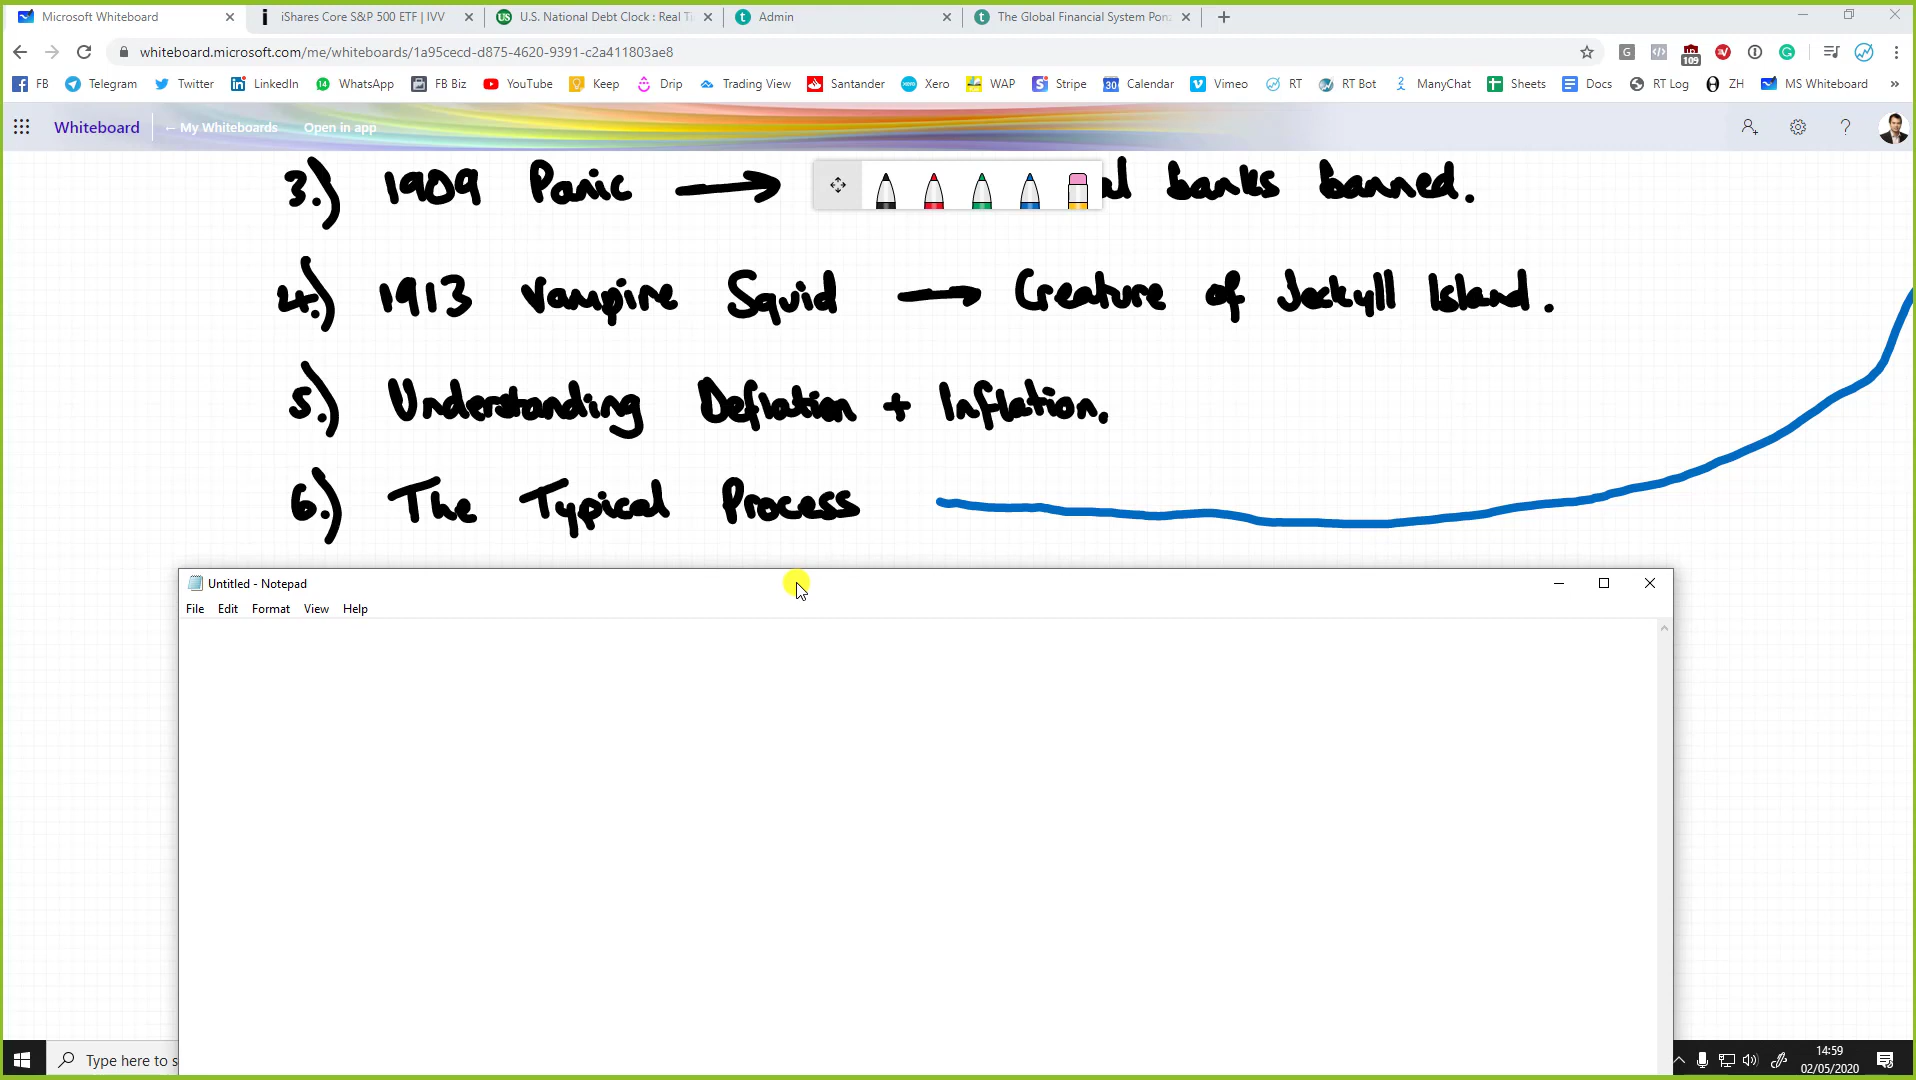 Microsoft Whiteboard
iShares Core S&P 500 ETF | IVV
U.S. National Debt Clock : Real Ti
Admin
The Global Financial System Ponz
whiteboard.microsoft.com/me/whiteboards/1a95cecd-d875-4620-9391-c2a411803ae8
109
FB Telegram Twitter LinkedIn 14 WhatsApp FB Biz YouTube Keep Drip Trading View Santander Xero WAP Stripe 30 Calendar Vimeo RT RT Bot ManyChat Sheets Docs RT Log ZH MS Whiteboard »
Whiteboard ← My Whiteboards Open in app
3.) 1909 Panic → banks banned.
4.) 1913 Vampire Squid — Creature of Jeckyll Island.
5.) Understanding Deflation + Inflation.
6.) The Typical Process
Untitled - Notepad
File Edit Format View Help
Type here to s
14:59
02/05/2020